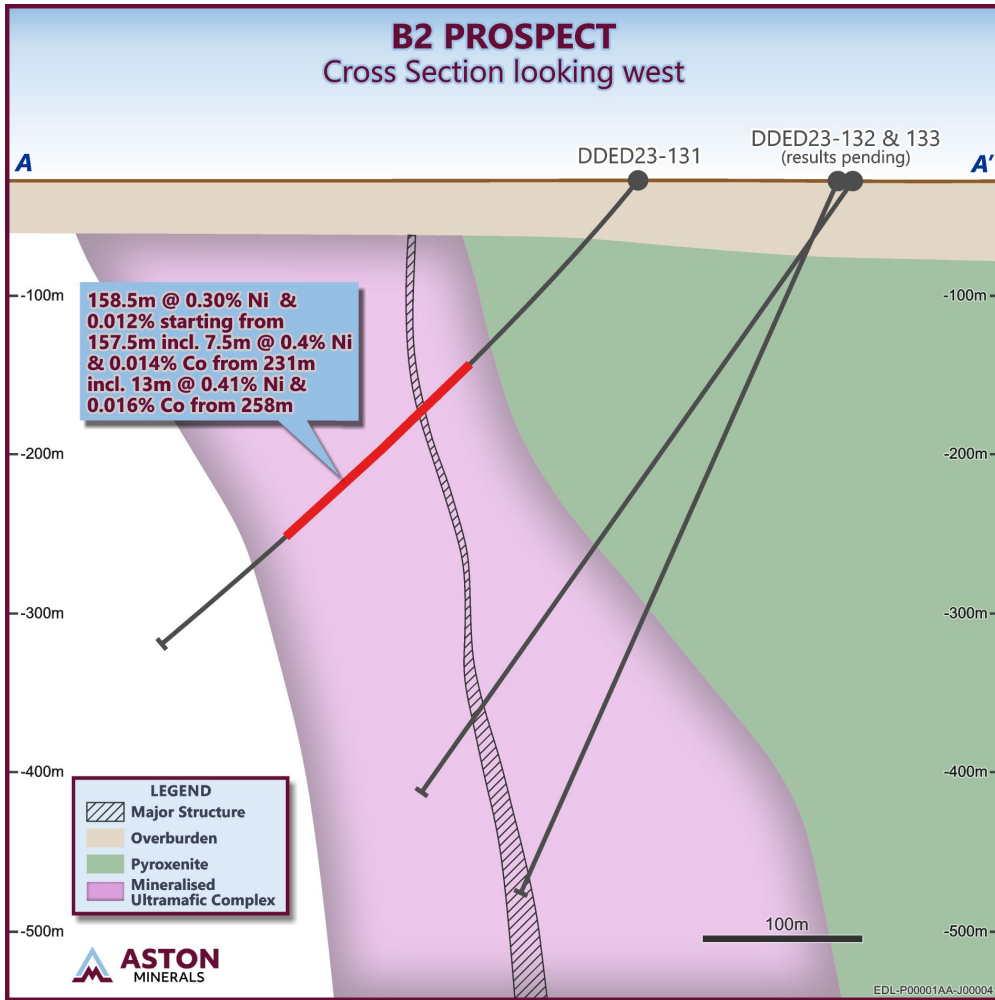 B2 PROSPECT
Cross Section looking west
A
DDED23-131
DDED23-132 & 133
(results pending)
A'
-100m
-100m
158.5m @ 0.30% Ni &
0.012% starting from
157.5m incl. 7.5m @ 0.4% Ni
& 0.014% Co from 231m
incl. 13m @ 0.41% Ni &
0.016% Co from 258m
-200m
-200m
-300m
-300m
-400m
-400m
LEGEND
Major Structure
Overburden
Pyroxenite
Mineralised
Ultramafic Complex
100m
-500m
-500m
ASTON
MINERALS
EDL-P00001AA-J00004